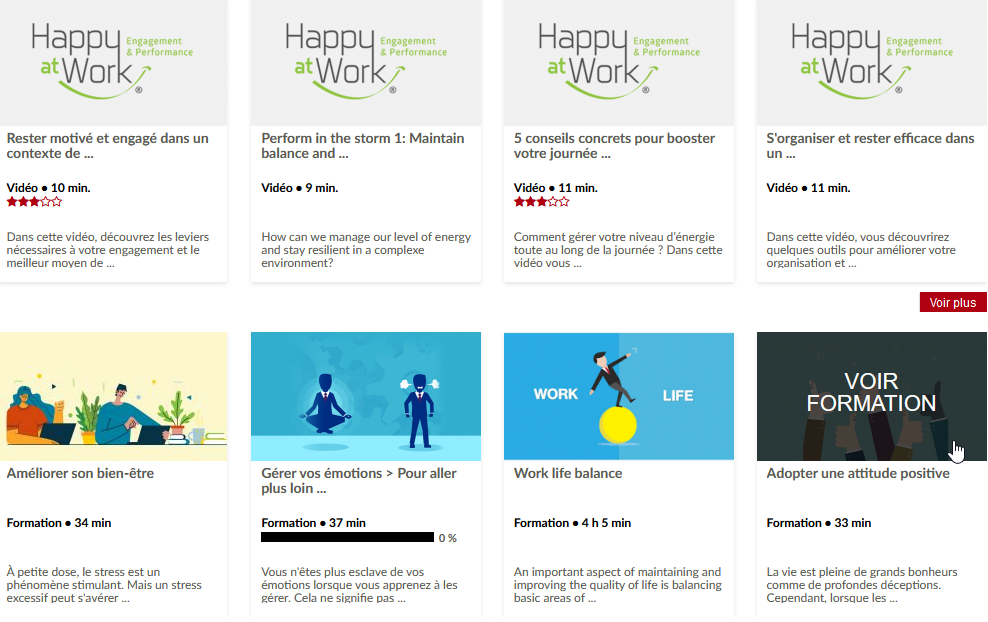 Happy
Engagement
& Performance
at Work
®
Rester motivé et engagé dans un
contexte de ...
Vidéo • 10 min.
Dans cette vidéo, découvrez les leviers
nécessaires à votre engagement et le
meilleur moyen de ...
Happy
Engagement
& Performance
at Work
®
Perform in the storm 1: Maintain
balance and ...
Vidéo • 9 min.
How can we manage our level of energy
and stay resilient in a complexe
environment?
Happy
Engagement
& Performance
at Work
®
5 conseils concrets pour booster
votre journée ...
Vidéo • 11 min.
Comment gérer votre niveau d'énergie
toute au long de la journée ? Dans cette
vidéo vous ...
Happy
Engagement
& Performance
at Work
®
S'organiser et rester efficace dans
un ...
Vidéo • 11 min.
Dans cette vidéo, vous découvrirez
quelques outils pour améliorer votre
organisation et ...
Voir plus
Améliorer son bien-être
Formation • 34 min
À petite dose, le stress est un
phénomène stimulant. Mais un stress
excessif peut s'avérer ...
Gérer vos émotions > Pour aller
plus loin ...
Formation • 37 min
0 %
Vous n'êtes plus esclave de vos
émotions lorsque vous apprenez à les
gérer. Cela ne signifie pas ...
WORK
LIFE
Work life balance
Formation • 4 h 5 min
An important aspect of maintaining and
improving the quality of life is balancing
basic areas of ...
VOIR
FORMATION
Adopter une attitude positive
Formation • 33 min
La vie est pleine de grands bonheurs
comme de profondes déceptions.
Cependant, lorsque les ...